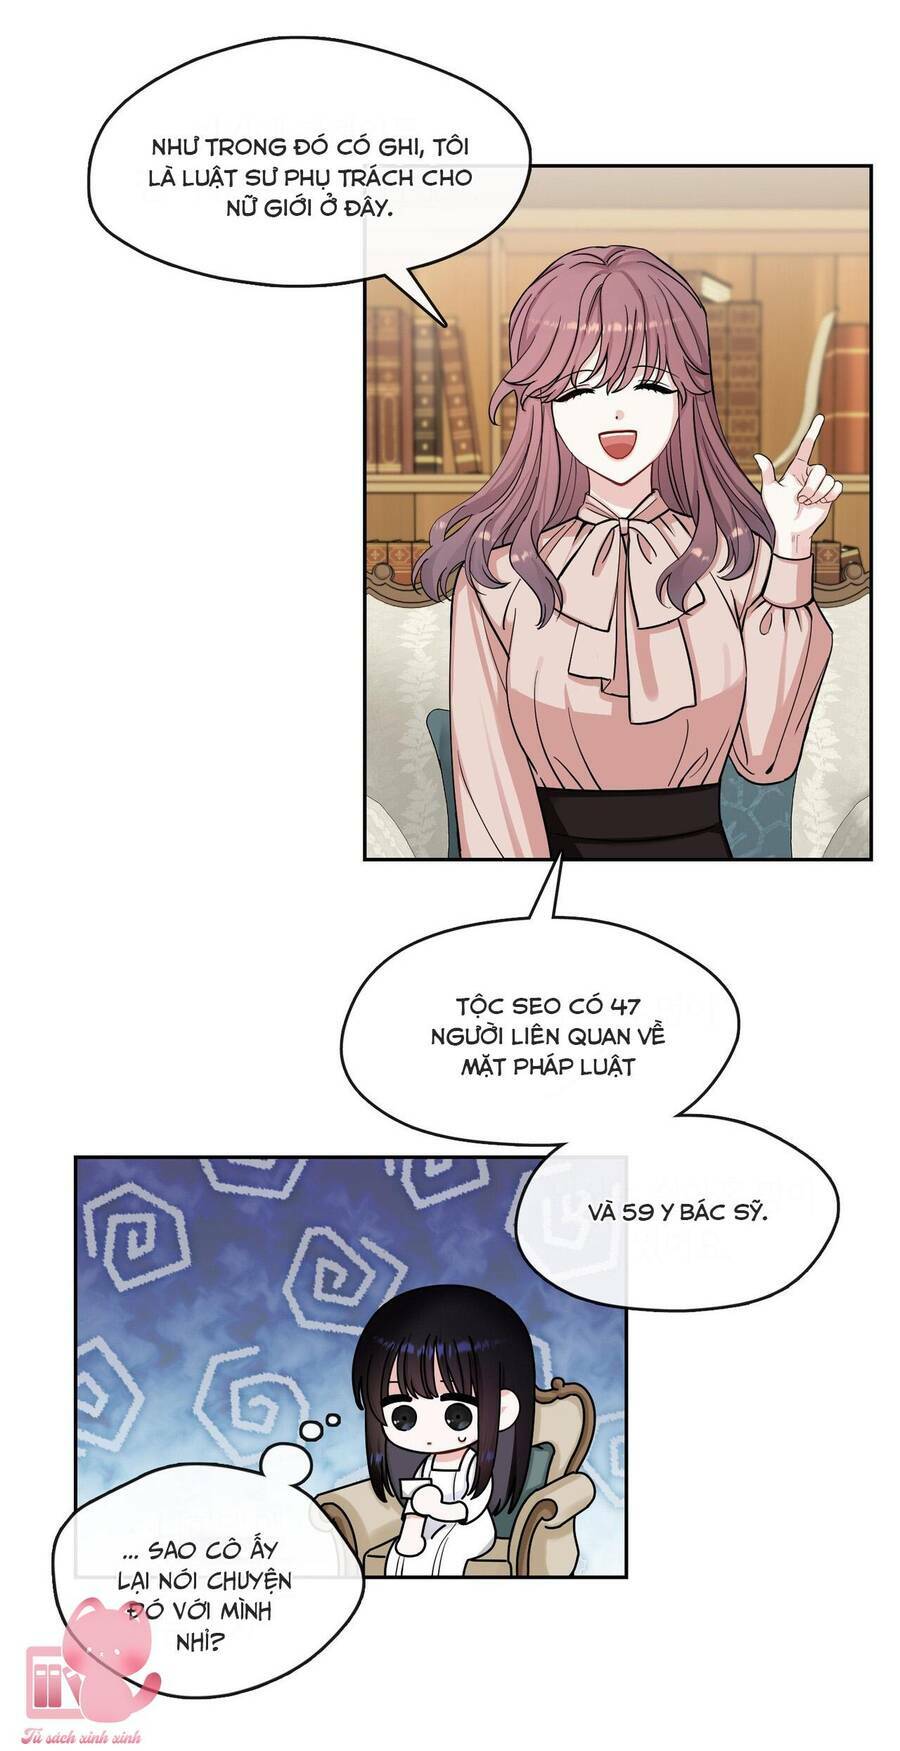 NHƯ TRONG ĐÓ CÓ GHI, TÔI
LÀ LUẬT SƯ PHỤ TRÁCH CHO
NỮ GIỚI Ở ĐÂY.
TỘC SEO CÓ 47
NGƯỜI LIÊN QUAN VỀ
MẶT PHÁP LUẬT
VÀ 59 Y BÁC SỸ.
... SAO CÔ ẤY
LẠI NÓI CHUYỆN
ĐÓ VỚI MÌNH
NHỈ?
Tủ sách xinh xinh